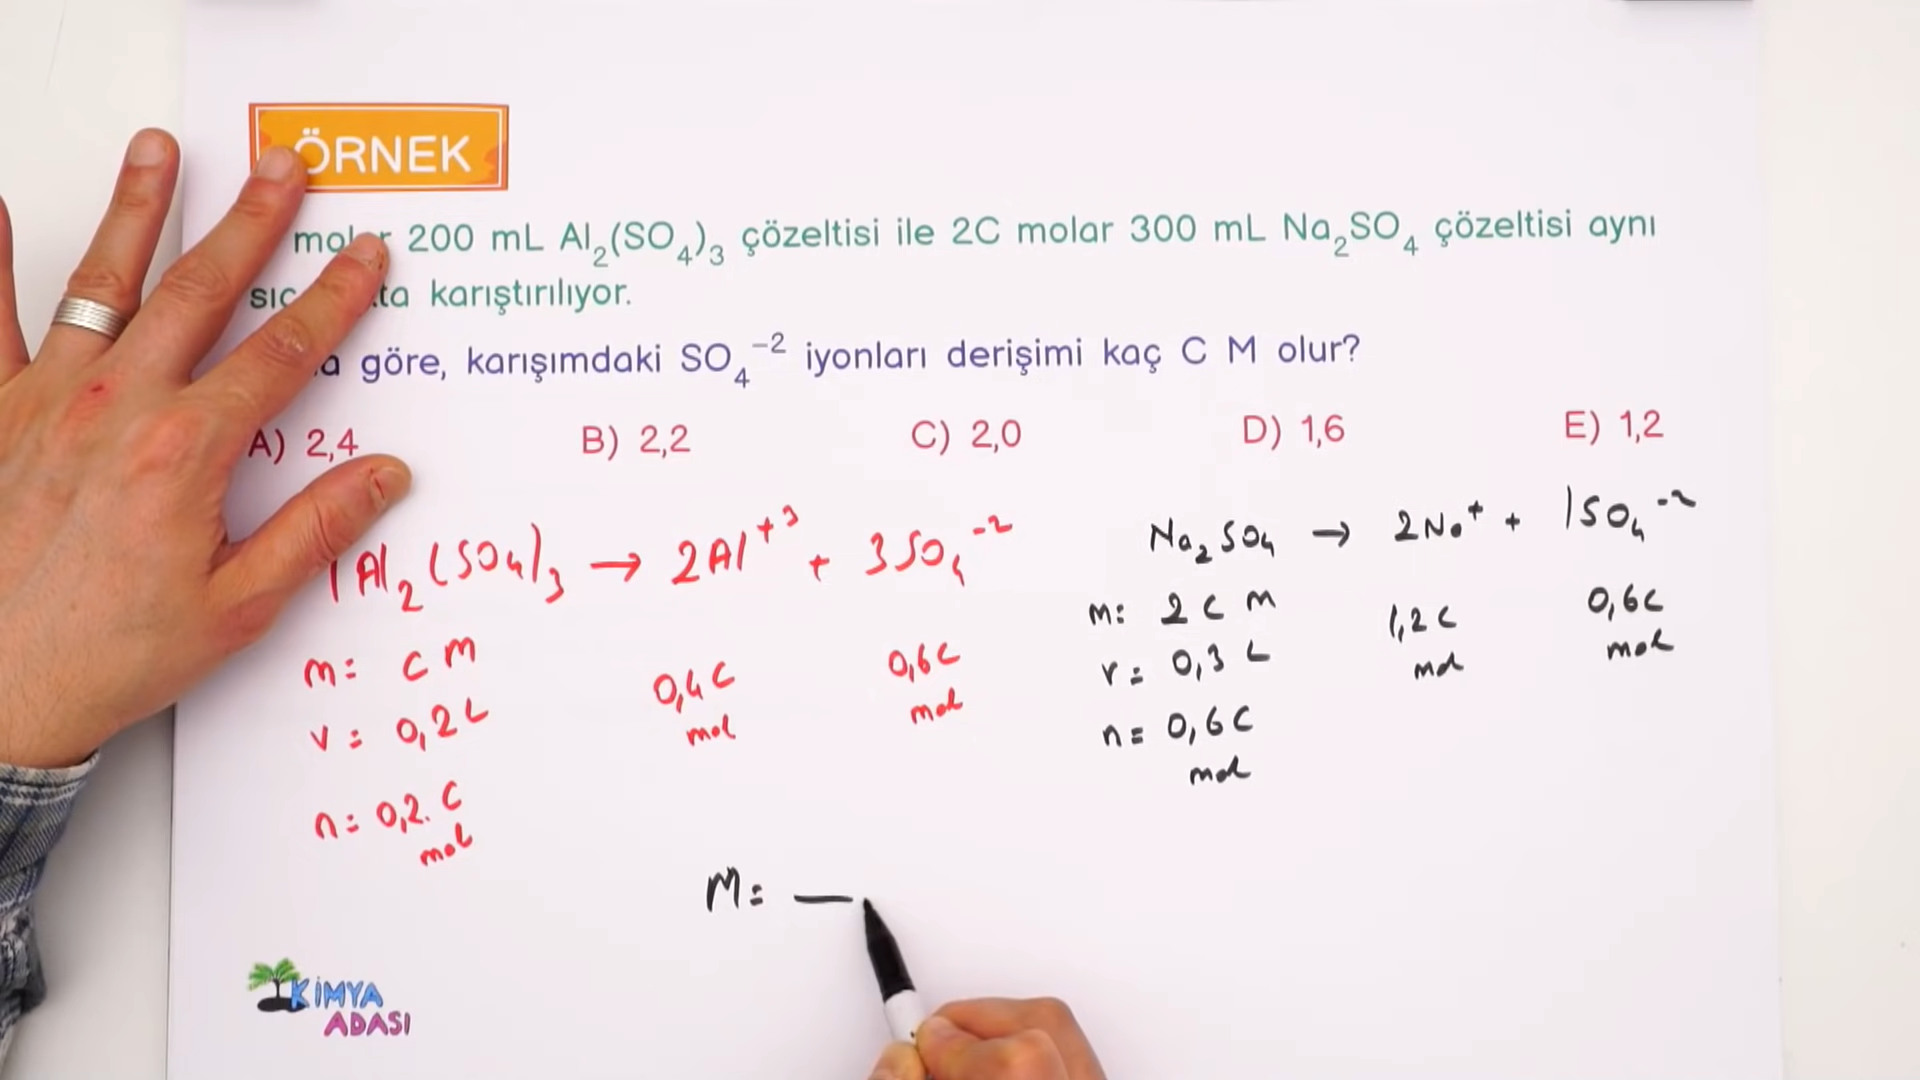 ÖRNEK
molar 200 mL Al₂(SO₄)₃ çözeltisi ile 2C molar 300 mL Na₂SO₄ çözeltisi aynı
karıştırılıyor.
göre, karışımdaki SO₄⁻² iyonları derişimi kaç C M olur?
A) 2,4 B) 2,2 C) 2,0 D) 1,6 E) 1,2
1Al₂(SO₄)₃ → 2Al⁺³ + 3SO₄⁻²
m: C M
v = 0,2 L
n = 0,2. C
mol
0,4C
mol
0,6C
mol
Na₂SO₄ → 2Na⁺ + 1SO₄⁻²
m: 2 C M
v = 0,3 L
n = 0,6C
mol
1,2C
mol
0,6C
mol
M =
KİMYA
ADASI